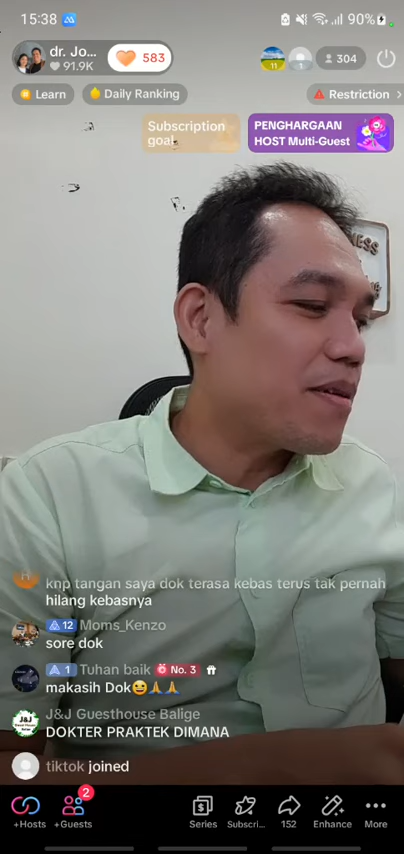 15:38
90%
dr. Jo...
91.9K
583
11
304
Learn
Daily Ranking
Restriction
Subscription
goal
PENGHARGAAN
HOST Multi-Guest
NESS
knp tangan saya dok terasa kebas terus tak pernah
hilang kebasnya
12 Moms_Kenzo
sore dok
1 Tuhan baik No. 3
makasih Dok😆🙏🙏
J&J Guesthouse Balige
DOKTER PRAKTEK DIMANA
tiktok joined
2
+Hosts
+Guests
Series
Subscri...
152
Enhance
More